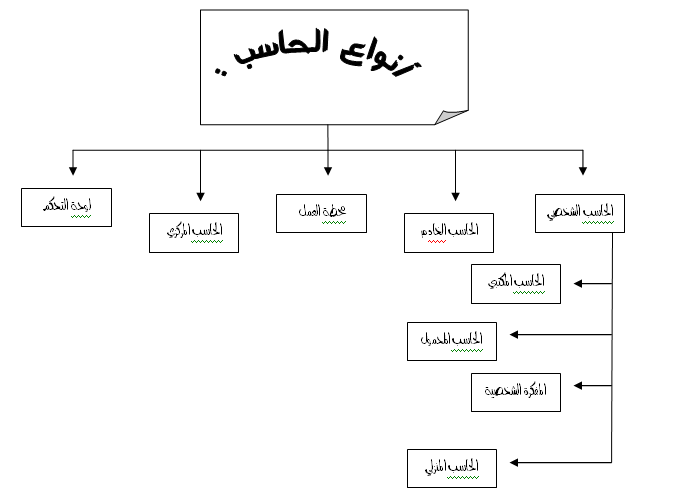 أنواع الحاسب ..
الحاسب الشخصي
الحاسب الخادم
محطة العمل
الحاسب المركزي
لوحة التحكم
الحاسب المكتبي
الحاسب المحمول
المفكرة الشخصية
الحاسب المنزلي